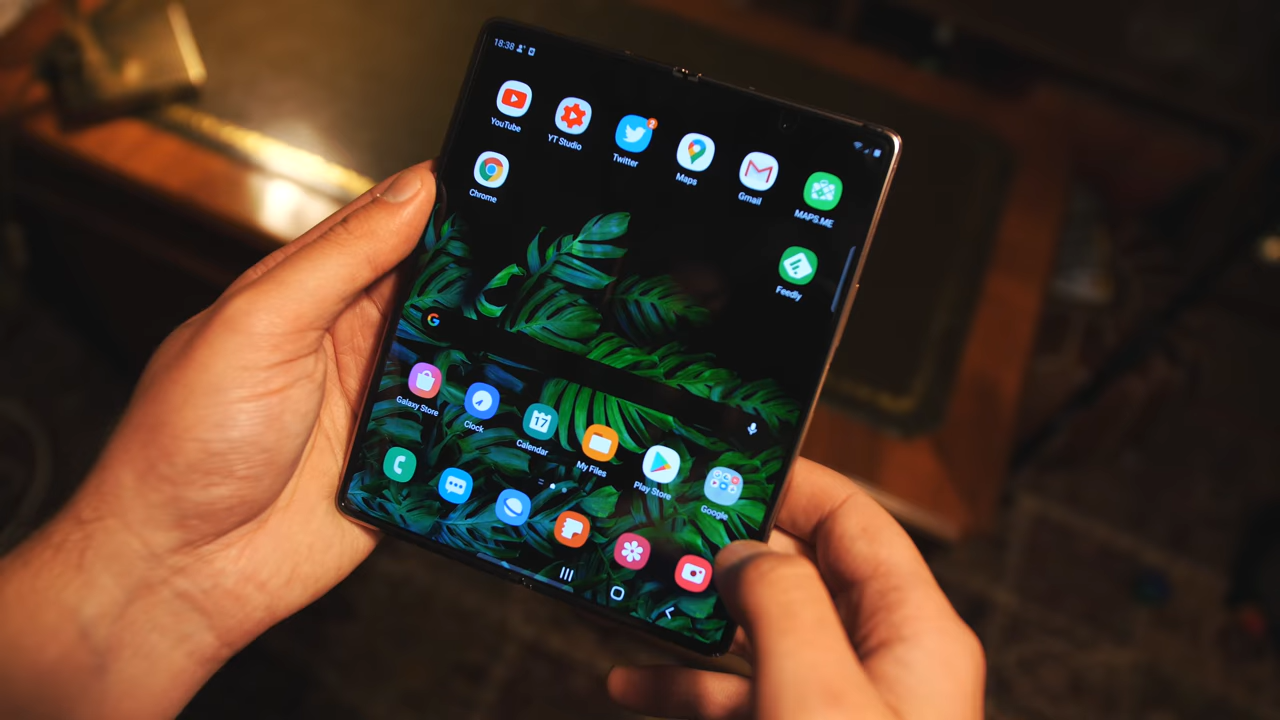 18:38
YouTube
YT Studio
Twitter
2
Maps
Gmail
MAPS.ME
Chrome
Feedly
G
Galaxy Store
Clock
17
Calendar
My Files
Play Store
Google